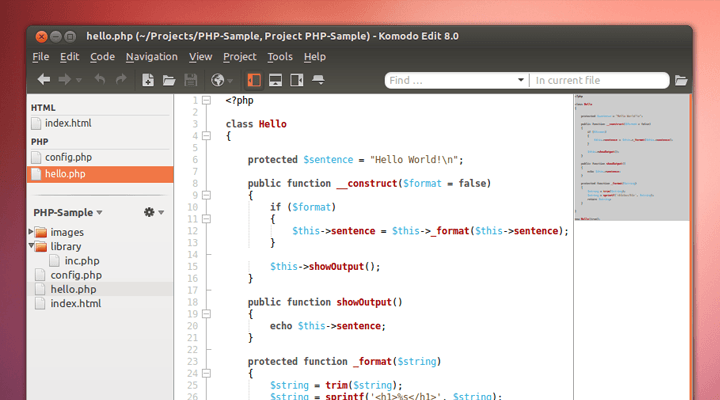 hello.php (~/Projects/PHP-Sample, Project PHP-Sample) - Komodo Edit 8.0
File Edit Code Navigation View Project Tools Help
Find ... In current file
HTML
index.html
PHP
config.php
hello.php
PHP-Sample
images
library
inc.php
config.php
hello.php
index.html
1 <?php
2
3 class Hello
4 {
5
6 protected $sentence = "Hello World!\n";
7
8 public function __construct($format = false)
9 {
10 if ($format)
11 {
12 $this->sentence = $this->_format($this->sentence);
13 }
14
15 $this->showOutput();
16 }
17
18 public function showOutput()
19 {
20 echo $this->sentence;
21 }
22
23 protected function _format($string)
24 {
25 $string = trim($string);
26 $string = sprintf('<h1>%s</h1>', $string);